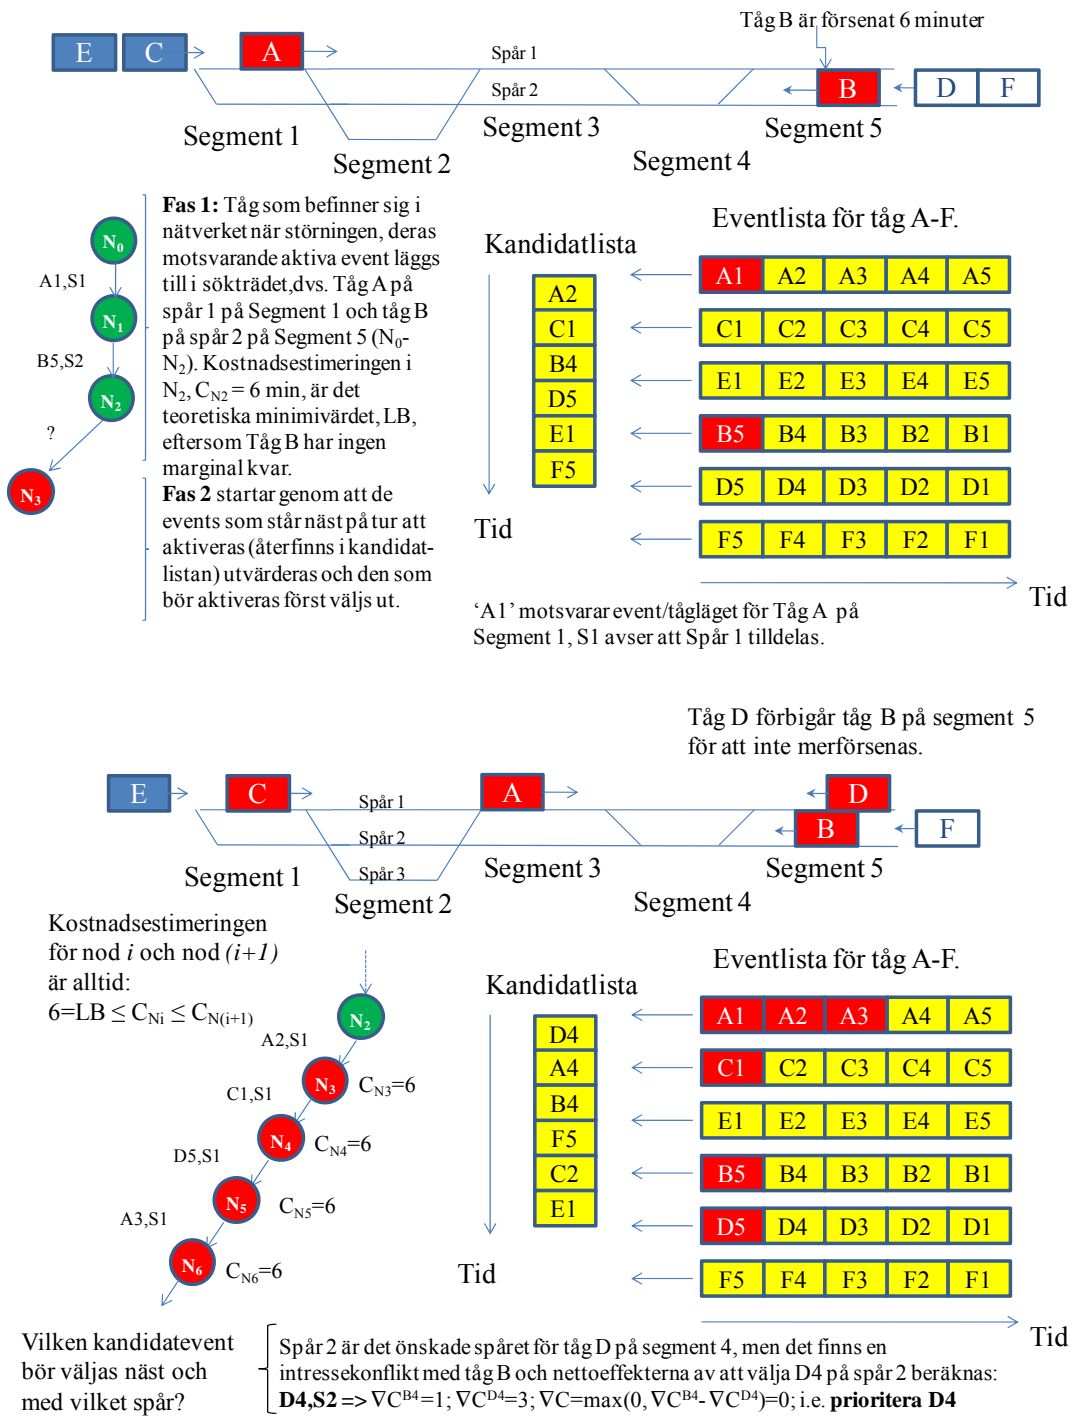 Tåg B är försenat 6 minuter
E C A
Spår 1
Spår 2
B D F
Segment 1
Segment 2
Segment 3
Segment 4
Segment 5
N0
A1,S1
N1
B5,S2
N2
?
N3
Fas 1: Tåg som befinner sig i
nätverket när störningen, deras
motsvarande aktiva event läggs
till i sökträdet,dvs. Tåg A på
spår 1 på Segment 1 och tåg B
på spår 2 på Segment 5 (N0-
N2). Kostnadsestimeringen i
N2, CN2 = 6 min, är det
teoretiska minimivärdet, LB,
eftersom Tåg B har ingen
marginal kvar.
Fas 2 startar genom att de
events som står näst på tur att
aktiveras (återfinns i kandidat-
listan) utvärderas och den som
bör aktiveras först väljs ut.
Kandidatlista
A2
C1
B4
D5
E1
F5
Tid
Eventlista för tåg A-F.
A1 A2 A3 A4 A5
C1 C2 C3 C4 C5
E1 E2 E3 E4 E5
B5 B4 B3 B2 B1
D5 D4 D3 D2 D1
F5 F4 F3 F2 F1
Tid
‘A1’ motsvarar event/tågläget för Tåg A på
Segment 1, S1 avser att Spår 1 tilldelas.
Tåg D förbigår tåg B på segment 5
för att inte merförsenas.
E C A D
Spår 1
Spår 2
B F
Spår 3
Segment 1
Segment 2
Segment 3
Segment 4
Segment 5
Kostnadsestimeringen
för nod i och nod (i+1)
är alltid:
6=LB ≤ CNi ≤ CN(i+1)
N2
A2,S1
N3 CN3=6
C1,S1
N4 CN4=6
D5,S1
N5 CN5=6
A3,S1
N6 CN6=6
Kandidatlista
D4
A4
B4
F5
C2
E1
Tid
Eventlista för tåg A-F.
A1 A2 A3 A4 A5
C1 C2 C3 C4 C5
E1 E2 E3 E4 E5
B5 B4 B3 B2 B1
D5 D4 D3 D2 D1
F5 F4 F3 F2 F1
Tid
Vilken kandidatevent
bör väljas näst och
med vilket spår?
Spår 2 är det önskade spåret för tåg D på segment 4, men det finns en
intressekonflikt med tåg B och nettoeffekterna av att välja D4 på spår 2 beräknas:
D4,S2 => ∇C^B4=1; ∇C^D4=3; ∇C=max(0, ∇C^B4- ∇C^D4)=0; i.e. prioritera D4